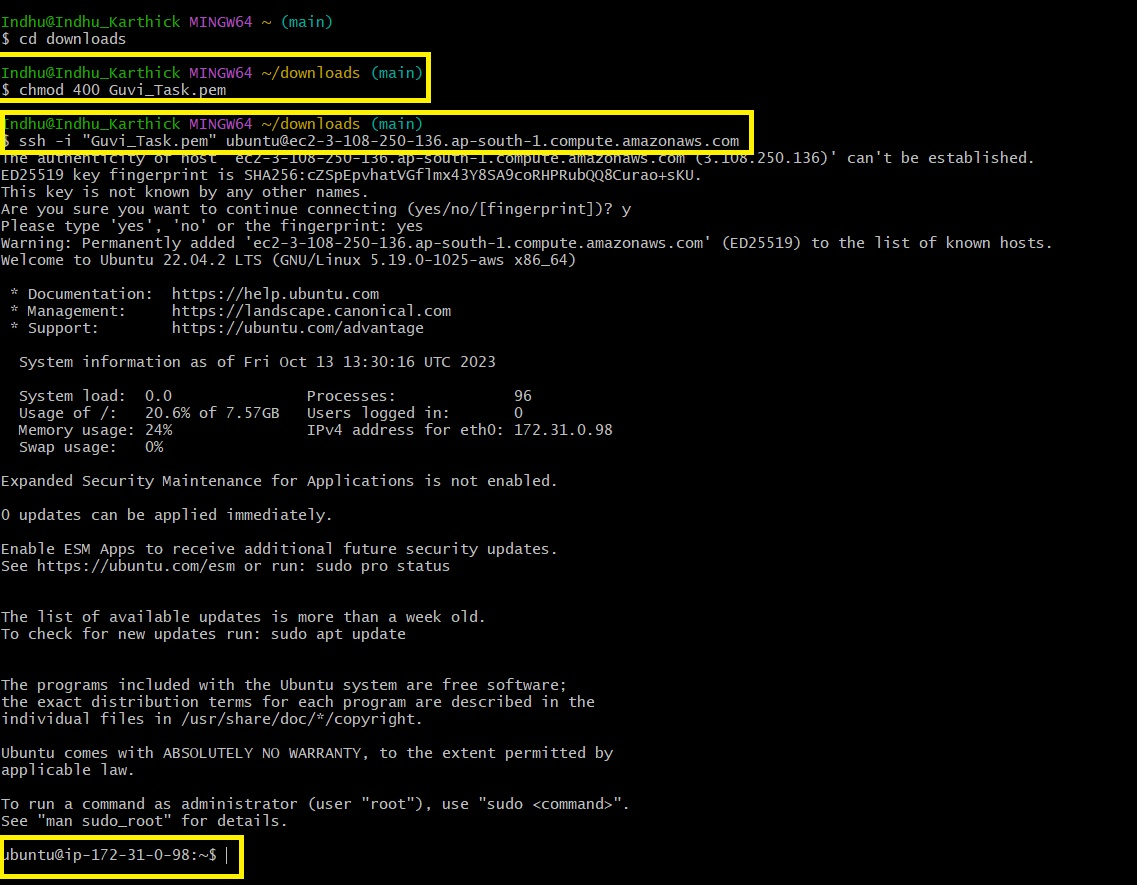 Indhu@Indhu_Karthick MINGW64 ~ (main)
$ cd downloads
Indhu@Indhu_Karthick MINGW64 ~/downloads (main)
$ chmod 400 Guvi_Task.pem
Indhu@Indhu_Karthick MINGW64 ~/downloads (main)
$ ssh -i "Guvi_Task.pem" ubuntu@ec2-3-108-250-136.ap-south-1.compute.amazonaws.com
The authenticity of host 'ec2-3-108-250-136.ap-south-1.compute.amazonaws.com (3.108.250.136)' can't be established.
ED25519 key fingerprint is SHA256:cZSpEpvhatVGflmx43Y8SA9coRHPRubQQ8Curao+sKU.
This key is not known by any other names.
Are you sure you want to continue connecting (yes/no/[fingerprint])? y
Please type 'yes', 'no' or the fingerprint: yes
Warning: Permanently added 'ec2-3-108-250-136.ap-south-1.compute.amazonaws.com' (ED25519) to the list of known hosts.
Welcome to Ubuntu 22.04.2 LTS (GNU/Linux 5.19.0-1025-aws x86_64)
* Documentation:  https://help.ubuntu.com
* Management:     https://landscape.canonical.com
* Support:        https://ubuntu.com/advantage
System information as of Fri Oct 13 13:30:16 UTC 2023
System load:  0.0               Processes:             96
Usage of /:   20.6% of 7.57GB   Users logged in:       0
Memory usage: 24%               IPv4 address for eth0: 172.31.0.98
Swap usage:   0%
Expanded Security Maintenance for Applications is not enabled.
0 updates can be applied immediately.
Enable ESM Apps to receive additional future security updates.
See https://ubuntu.com/esm or run: sudo pro status
The list of available updates is more than a week old.
To check for new updates run: sudo apt update
The programs included with the Ubuntu system are free software;
the exact distribution terms for each program are described in the
individual files in /usr/share/doc/*/copyright.
Ubuntu comes with ABSOLUTELY NO WARRANTY, to the extent permitted by
applicable law.
To run a command as administrator (user "root"), use "sudo <command>".
See "man sudo_root" for details.
ubuntu@ip-172-31-0-98:~$